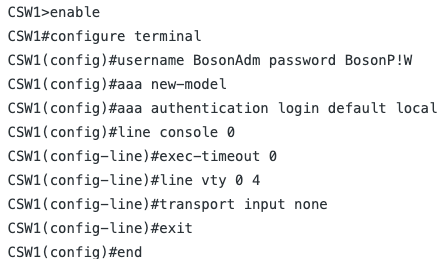 CSW1>enable
CSW1#configure terminal
CSW1(config)#username BosonAdm password BosonP!W
CSW1(config)#aaa new-model
CSW1(config)#aaa authentication login default local
CSW1(config)#line console 0
CSW1(config-line)#exec-timeout 0
CSW1(config-line)#line vty 0 4
CSW1(config-line)#transport input none
CSW1(config-line)#exit
CSW1(config)#end